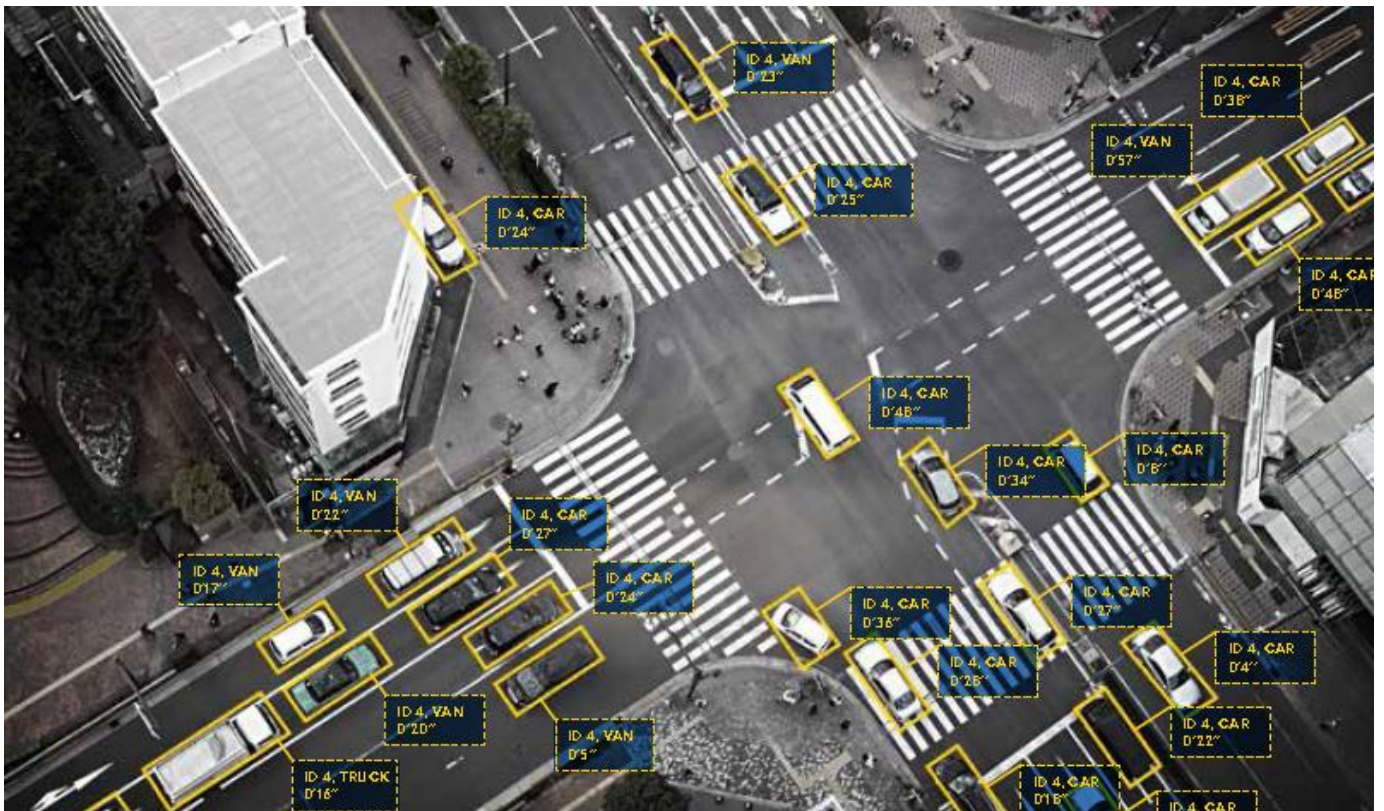 ID 4, VAN
D'23"
ID 4, CAR
D'38"
ID 4, VAN
D'57"
ID 4, CAR
D'25"
ID 4, CAR
D'24"
ID 4, CAR
D'48"
ID 4, CAR
D'48"
ID 4, CAR
D'34"
ID 4, CAR
D'8"
ID 4, VAN
D'22"
ID 4, CAR
D'27"
ID 4, VAN
D'17"
ID 4, CAR
D'24"
ID 4, CAR
D'36"
ID 4, CAR
D'27"
ID 4, CAR
D'28"
ID 4, CAR
D'4"
ID 4, VAN
D'20"
ID 4, VAN
D'5"
ID 4, CAR
D'22"
ID 4, TRUCK
D'16"
ID 4, CAR
D'18"
ID 4, CAR